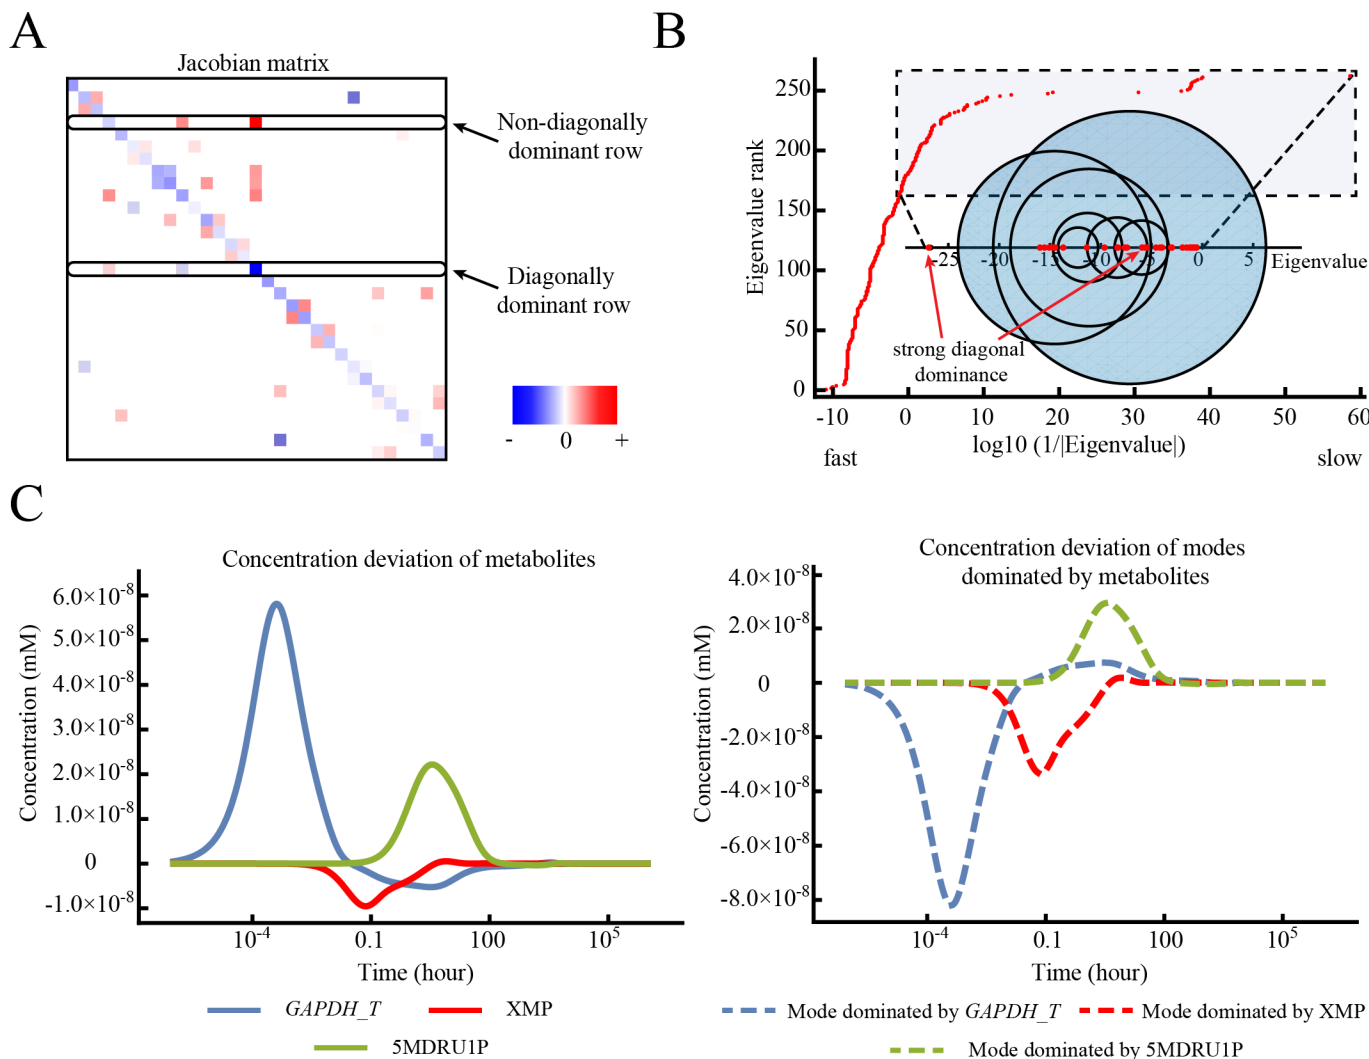 A
Jacobian matrix
Non-diagonally
dominant row
Diagonally
dominant row
-
0
+
B
Eigenvalue rank
250
200
150
100
50
0
-25
-20
-15
-10
-5
0
5
Eigenvalue
strong diagonal
dominance
-10
0
10
20
30
40
50
60
log10 (1/|Eigenvalue|)
fast
slow
C
Concentration deviation of metabolites
Concentration (mM)
6.0×10⁻⁸
5.0×10⁻⁸
4.0×10⁻⁸
3.0×10⁻⁸
2.0×10⁻⁸
1.0×10⁻⁸
0
-1.0×10⁻⁸
10⁻⁴
0.1
100
10⁵
Time (hour)
GAPDH_T
XMP
5MDRU1P
Concentration deviation of modes
dominated by metabolites
Concentration (mM)
4.0×10⁻⁸
2.0×10⁻⁸
0
-2.0×10⁻⁸
-4.0×10⁻⁸
-6.0×10⁻⁸
-8.0×10⁻⁸
10⁻⁴
0.1
100
10⁵
Time (hour)
Mode dominated by GAPDH_T
Mode dominated by XMP
Mode dominated by 5MDRU1P